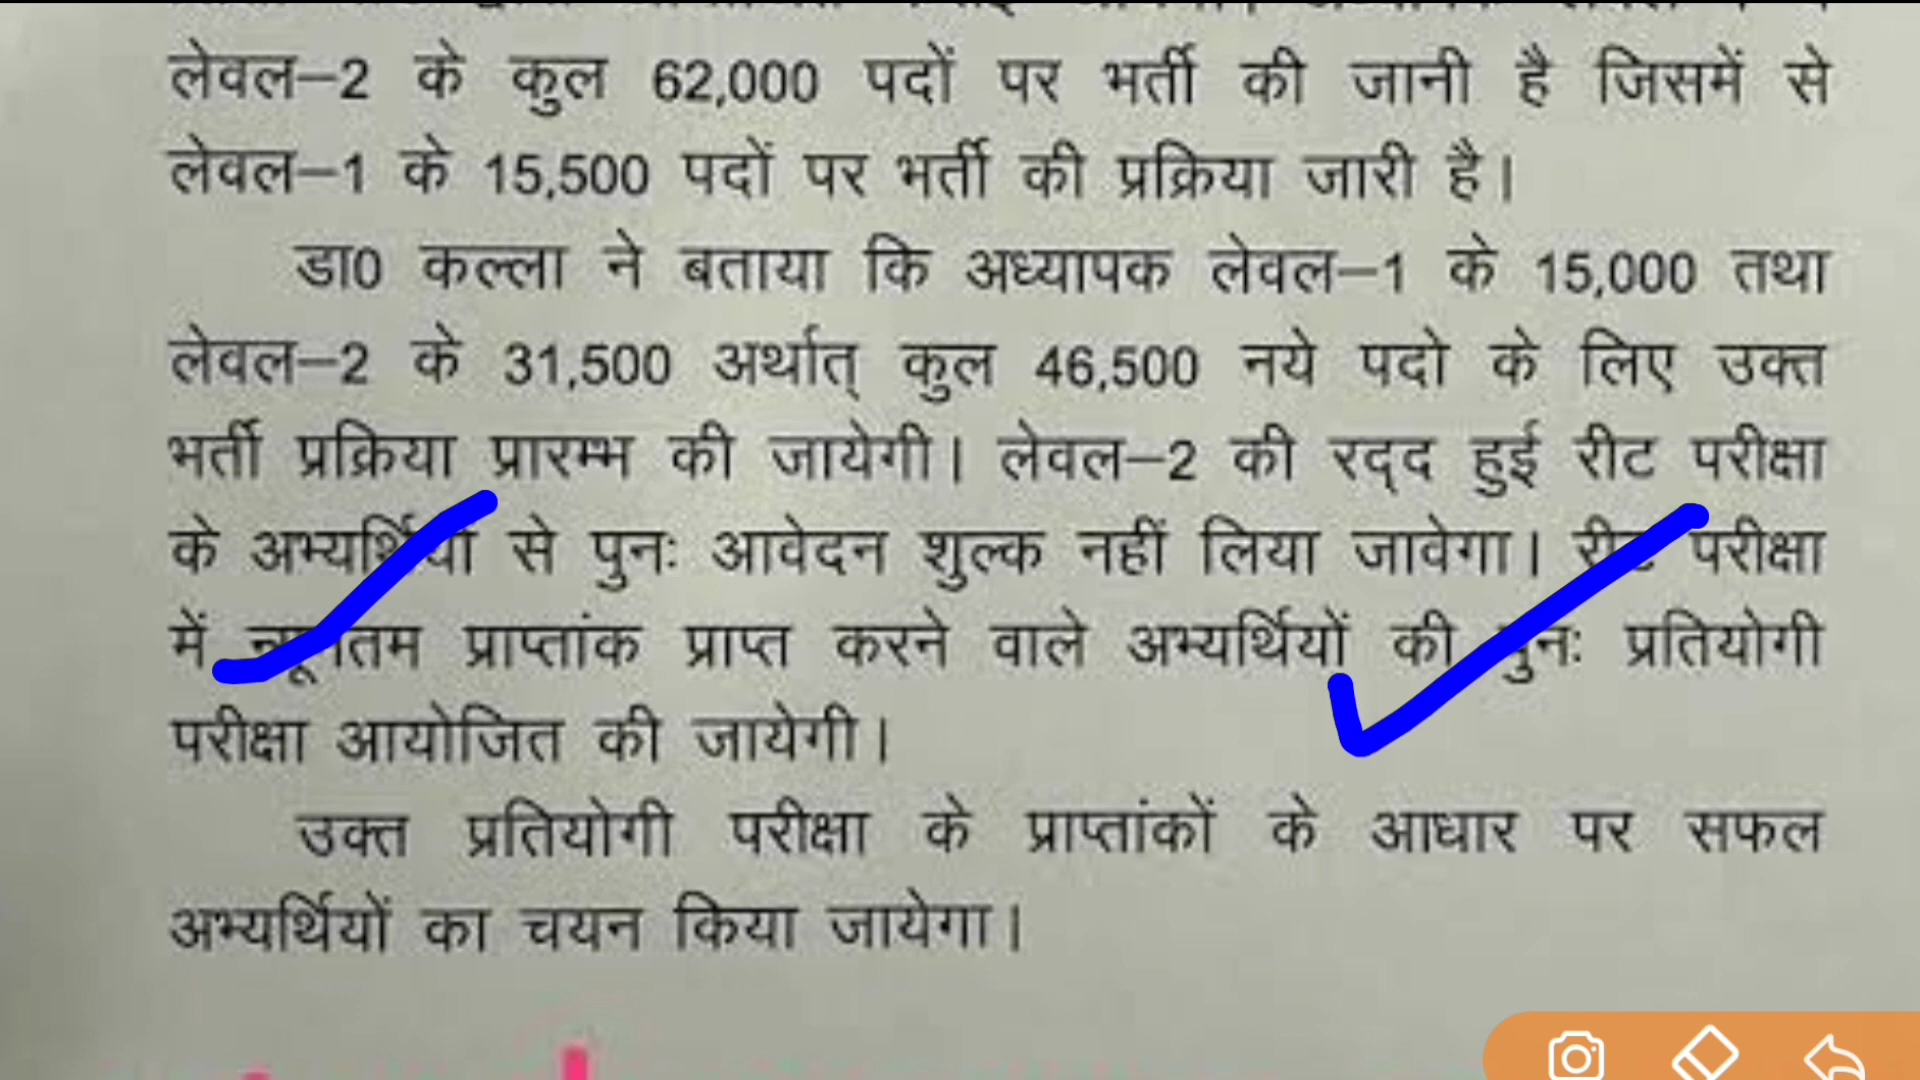 लेवल–2 के कुल 62,000 पदों पर भर्ती की जानी है जिसमें से
लेवल–1 के 15,500 पदों पर भर्ती की प्रक्रिया जारी है।
डा0 कल्ला ने बताया कि अध्यापक लेवल–1 के 15,000 तथा
लेवल–2 के 31,500 अर्थात् कुल 46,500 नये पदो के लिए उक्त
भर्ती प्रक्रिया प्रारम्भ की जायेगी। लेवल–2 की रद्द हुई रीट परीक्षा
के अभ्यर्थियों से पुनः आवेदन शुल्क नहीं लिया जावेगा। रीट परीक्षा
में न्यूनतम प्राप्तांक प्राप्त करने वाले अभ्यर्थियों की पुनः प्रतियोगी
परीक्षा आयोजित की जायेगी।
उक्त प्रतियोगी परीक्षा के प्राप्तांकों के आधार पर सफल
अभ्यर्थियों का चयन किया जायेगा।